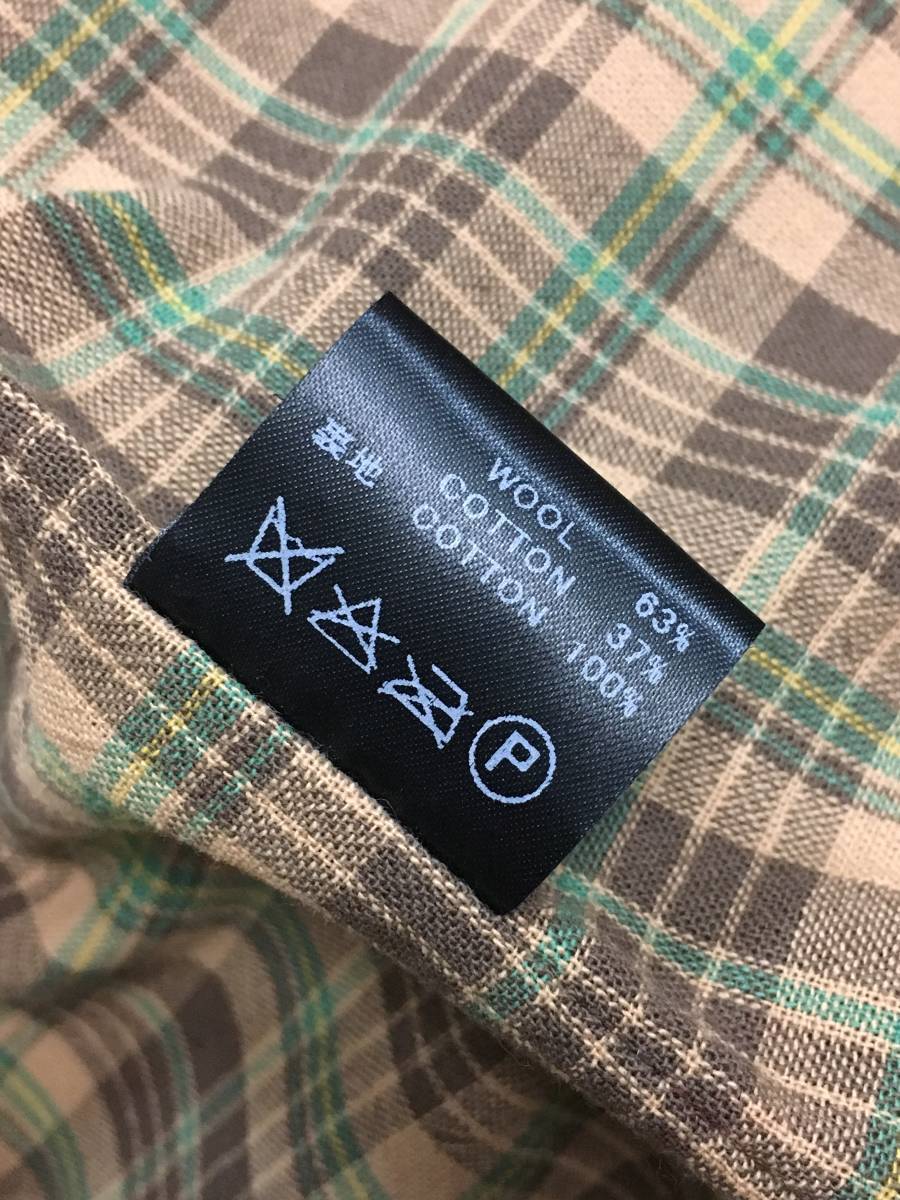 WOOL 63%
COTTON 37%
裏地 COTTON 100%
P